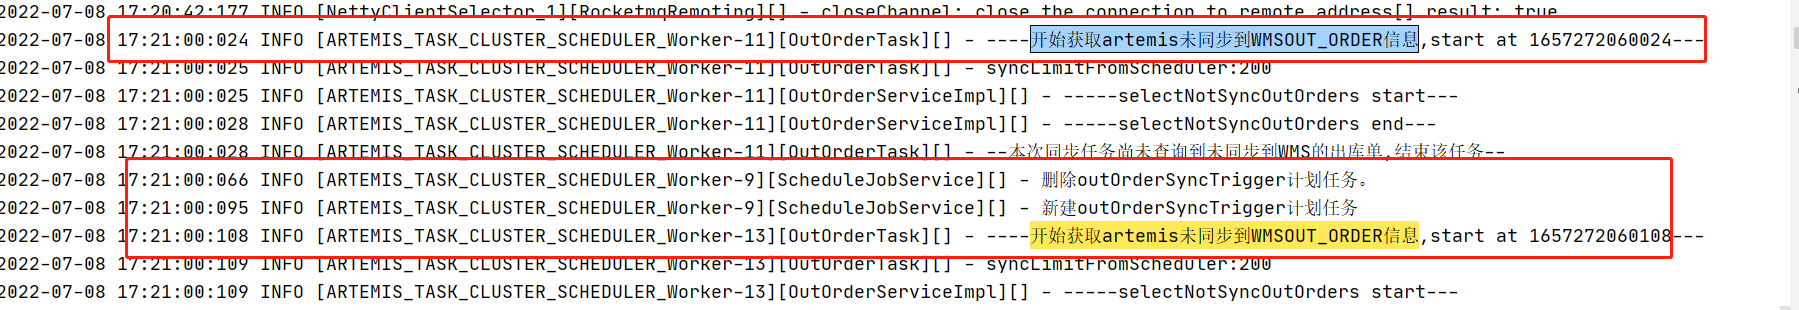 2022-07-08 17:20:42:177 INFO [NettyClientSelector_1][RocketmqRemoting][] - closeChannel: close the connection to remote address[] result: true
2022-07-08 17:21:00:024 INFO [ARTEMIS_TASK_CLUSTER_SCHEDULER_Worker-11][OutOrderTask][] - ----开始获取artemis未同步到WMSOUT_ORDER信息,start at 1657272060024---
2022-07-08 17:21:00:025 INFO [ARTEMIS_TASK_CLUSTER_SCHEDULER_Worker-11][OutOrderTask][] - syncLimitFromScheduler:200
2022-07-08 17:21:00:025 INFO [ARTEMIS_TASK_CLUSTER_SCHEDULER_Worker-11][OutOrderServiceImpl][] - -----selectNotSyncOutOrders start---
2022-07-08 17:21:00:028 INFO [ARTEMIS_TASK_CLUSTER_SCHEDULER_Worker-11][OutOrderServiceImpl][] - -----selectNotSyncOutOrders end---
2022-07-08 17:21:00:028 INFO [ARTEMIS_TASK_CLUSTER_SCHEDULER_Worker-11][OutOrderTask][] - --本次同步任务尚未查询到未同步到WMS的出库单,结束该任务--
2022-07-08 17:21:00:066 INFO [ARTEMIS_TASK_CLUSTER_SCHEDULER_Worker-9][ScheduleJobService][] - 删除outOrderSyncTrigger计划任务。
2022-07-08 17:21:00:095 INFO [ARTEMIS_TASK_CLUSTER_SCHEDULER_Worker-9][ScheduleJobService][] - 新建outOrderSyncTrigger计划任务
2022-07-08 17:21:00:108 INFO [ARTEMIS_TASK_CLUSTER_SCHEDULER_Worker-13][OutOrderTask][] - ----开始获取artemis未同步到WMSOUT_ORDER信息,start at 1657272060108---
2022-07-08 17:21:00:109 INFO [ARTEMIS_TASK_CLUSTER_SCHEDULER_Worker-13][OutOrderTask][] - syncLimitFromScheduler:200
2022-07-08 17:21:00:109 INFO [ARTEMIS_TASK_CLUSTER_SCHEDULER_Worker-13][OutOrderServiceImpl][] - -----selectNotSyncOutOrders start---